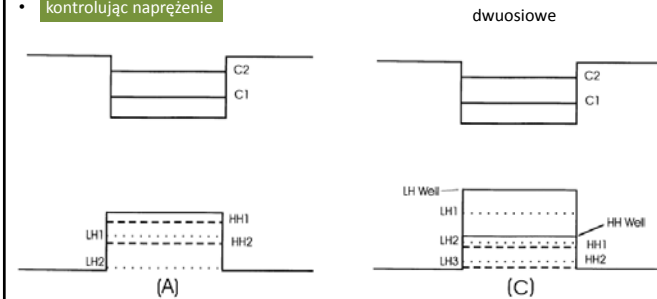 • kontrolując naprężenie
dwuosiowe
C2
C1
HH1
LH1
HH2
LH2
(A)
C2
C1
LH Well
LH1
HH Well
LH2
HH1
LH3
HH2
(C)